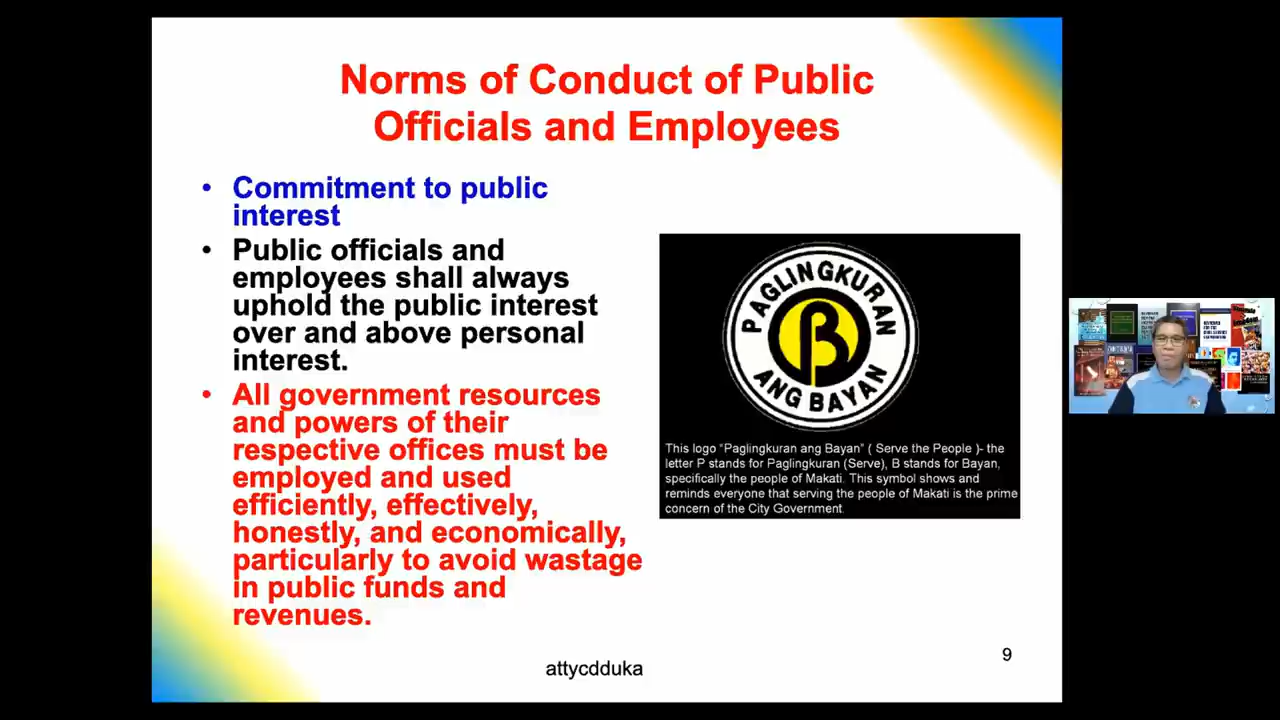 Norms of Conduct of Public
Officials and Employees
• Commitment to public
interest
• Public officials and
employees shall always
uphold the public interest
over and above personal
interest.
• All government resources
and powers of their
respective offices must be
employed and used
efficiently, effectively,
honestly, and economically,
particularly to avoid wastage
in public funds and
revenues.
PAGLINGKURAN
B
ANG BAYAN
This logo “Paglingkuran ang Bayan” ( Serve the People )- the
letter P stands for Paglingkuran (Serve), B stands for Bayan,
specifically the people of Makati. This symbol shows and
reminds everyone that serving the people of Makati is the prime
concern of the City Government.
attycdduka
9